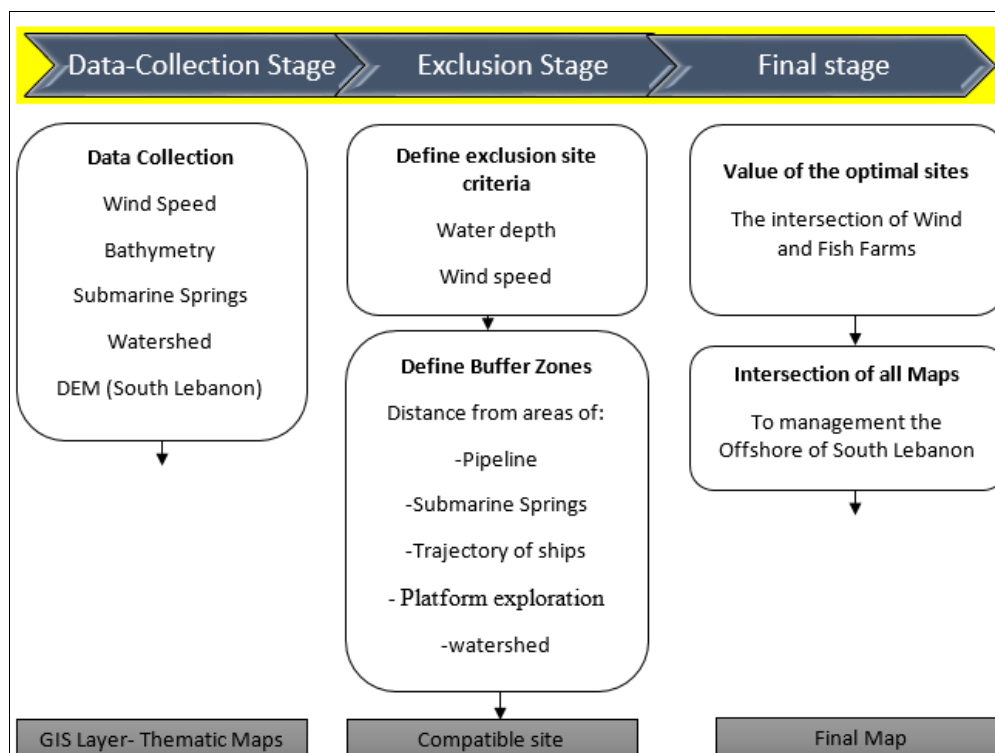 Data-Collection Stage
Exclusion Stage
Final stage
Data Collection
Wind Speed
Bathymetry
Submarine Springs
Watershed
DEM (South Lebanon)
GIS Layer- Thematic Maps
Define exclusion site
criteria
Water depth
Wind speed
Define Buffer Zones
Distance from areas of:
-Pipeline
-Submarine Springs
-Trajectory of ships
- Platform exploration
-watershed
Compatible site
Value of the optimal sites
The intersection of Wind
and Fish Farms
Intersection of all Maps
To management the
Offshore of South Lebanon
Final Map